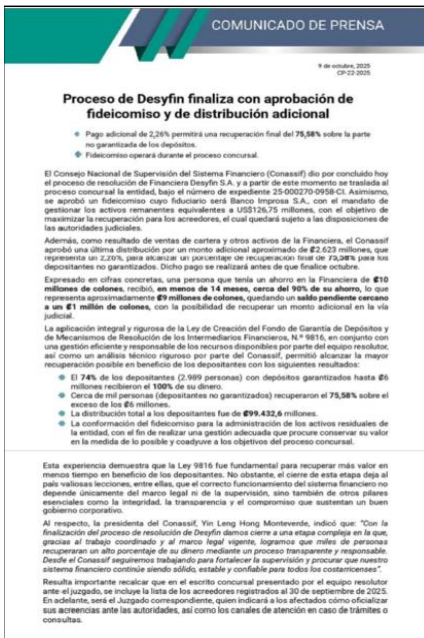 COMUNICADO DE PRENSA
9 de octubre, 2025
CP-22-2025
Proceso de Desyfin finaliza con aprobación de
fideicomiso y de distribución adicional
Pago adicional de 2,26% permitirá una recuperación final del 75,58% sobre la parte
no garantizada de los depósitos.
Fideicomiso operará durante el proceso concursal.
El Consejo Nacional de Supervisión del Sistema Financiero (Conassif) dio por concluido hoy
el proceso de resolución de Financiera Desyfin S.A. y a partir de este momento se traslada al
proceso concursal la entidad, bajo el número de expediente 25-000270-0958-CI. Asimismo,
se aprobó un fideicomiso cuyo fiduciario será Banco Improsa S.A., con el mandato de
gestionar los activos remanentes equivalentes a US$126,75 millones, con el objetivo de
maximizar la recuperación para los acreedores, el cual quedará sujeto a las disposiciones de
las autoridades judiciales.
Además, como resultado de ventas de cartera y otros activos de la Financiera, el Conassif
aprobó una última distribución por un monto adicional aproximado de ₡2.623 millones, que
representa un 2,26%, para alcanzar un porcentaje de recuperación final de 75,58% para los
depositantes no garantizados. Dicho pago se realizará antes de que finalice octubre.
Expresado en cifras concretas, una persona que tenía un ahorro en la Financiera de ₡10
millones de colones, recibió, en menos de 14 meses, cerca del 90% de su ahorro, lo que
representa aproximadamente ₡9 millones de colones, quedando un saldo pendiente cercano
a un ₡1 millón de colones, con la posibilidad de recuperar un monto adicional en la vía
judicial.
La aplicación integral y rigurosa de la Ley de Creación del Fondo de Garantía de Depósitos y
de Mecanismos de Resolución de los Intermediarios Financieros, N.° 9816, en conjunto con
una gestión eficiente y responsable de los recursos disponibles por parte del equipo resolutor,
así como un análisis técnico riguroso por parte del Conassif, permitió alcanzar la mayor
recuperación posible en beneficio de los depositantes con los siguientes resultados:
El 74% de los depositantes (2.989 personas) con depósitos garantizados hasta ₡6
millones recibieron el 100% de su dinero.
Cerca de mil personas (depositantes no garantizados) recuperaron el 75,58% sobre el
exceso de los ₡6 millones.
La distribución total a los depositantes fue de ₡99.432,6 millones.
La conformación del fideicomiso para la administración de los activos residuales de
la entidad, con el fin de realizar una gestión adecuada que procure conservar su valor
en la medida de lo posible y coadyuve a los objetivos del proceso concursal.
Esta experiencia demuestra que la Ley 9816 fue fundamental para recuperar más valor en
menos tiempo en beneficio de los depositantes. No obstante, el cierre de esta etapa deja al
país valiosas lecciones, entre ellas, que el correcto funcionamiento del sistema financiero no
depende únicamente del marco legal ni de la supervisión, sino también de otros pilares
esenciales como la integridad, la transparencia y el compromiso que sustentan un buen
gobierno corporativo.
Al respecto, la presidenta del Conassif, Yin Leng Hong Monteverde, indicó que: "Con la
finalización del proceso de resolución de Desyfin damos cierre a una etapa compleja en la que,
gracias al trabajo coordinado y al marco legal vigente, logramos que miles de personas
recuperaran un alto porcentaje de su dinero mediante un proceso transparente y responsable.
Desde el Conassif seguiremos trabajando para fortalecer la supervisión y procurar que nuestro
sistema financiero continúe siendo sólido, estable y confiable para todos los costarricenses".
Resulta importante recalcar que en el escrito concursal presentado por el equipo resolutor
ante el juzgado, se incluye la lista de los acreedores registrados al 30 de setiembre de 2025.
En adelante, será el Juzgado correspondiente, quien indicará a los afectados cómo oficializar
sus acreencias ante las autoridades, así como los canales de atención en caso de trámites o
consultas.